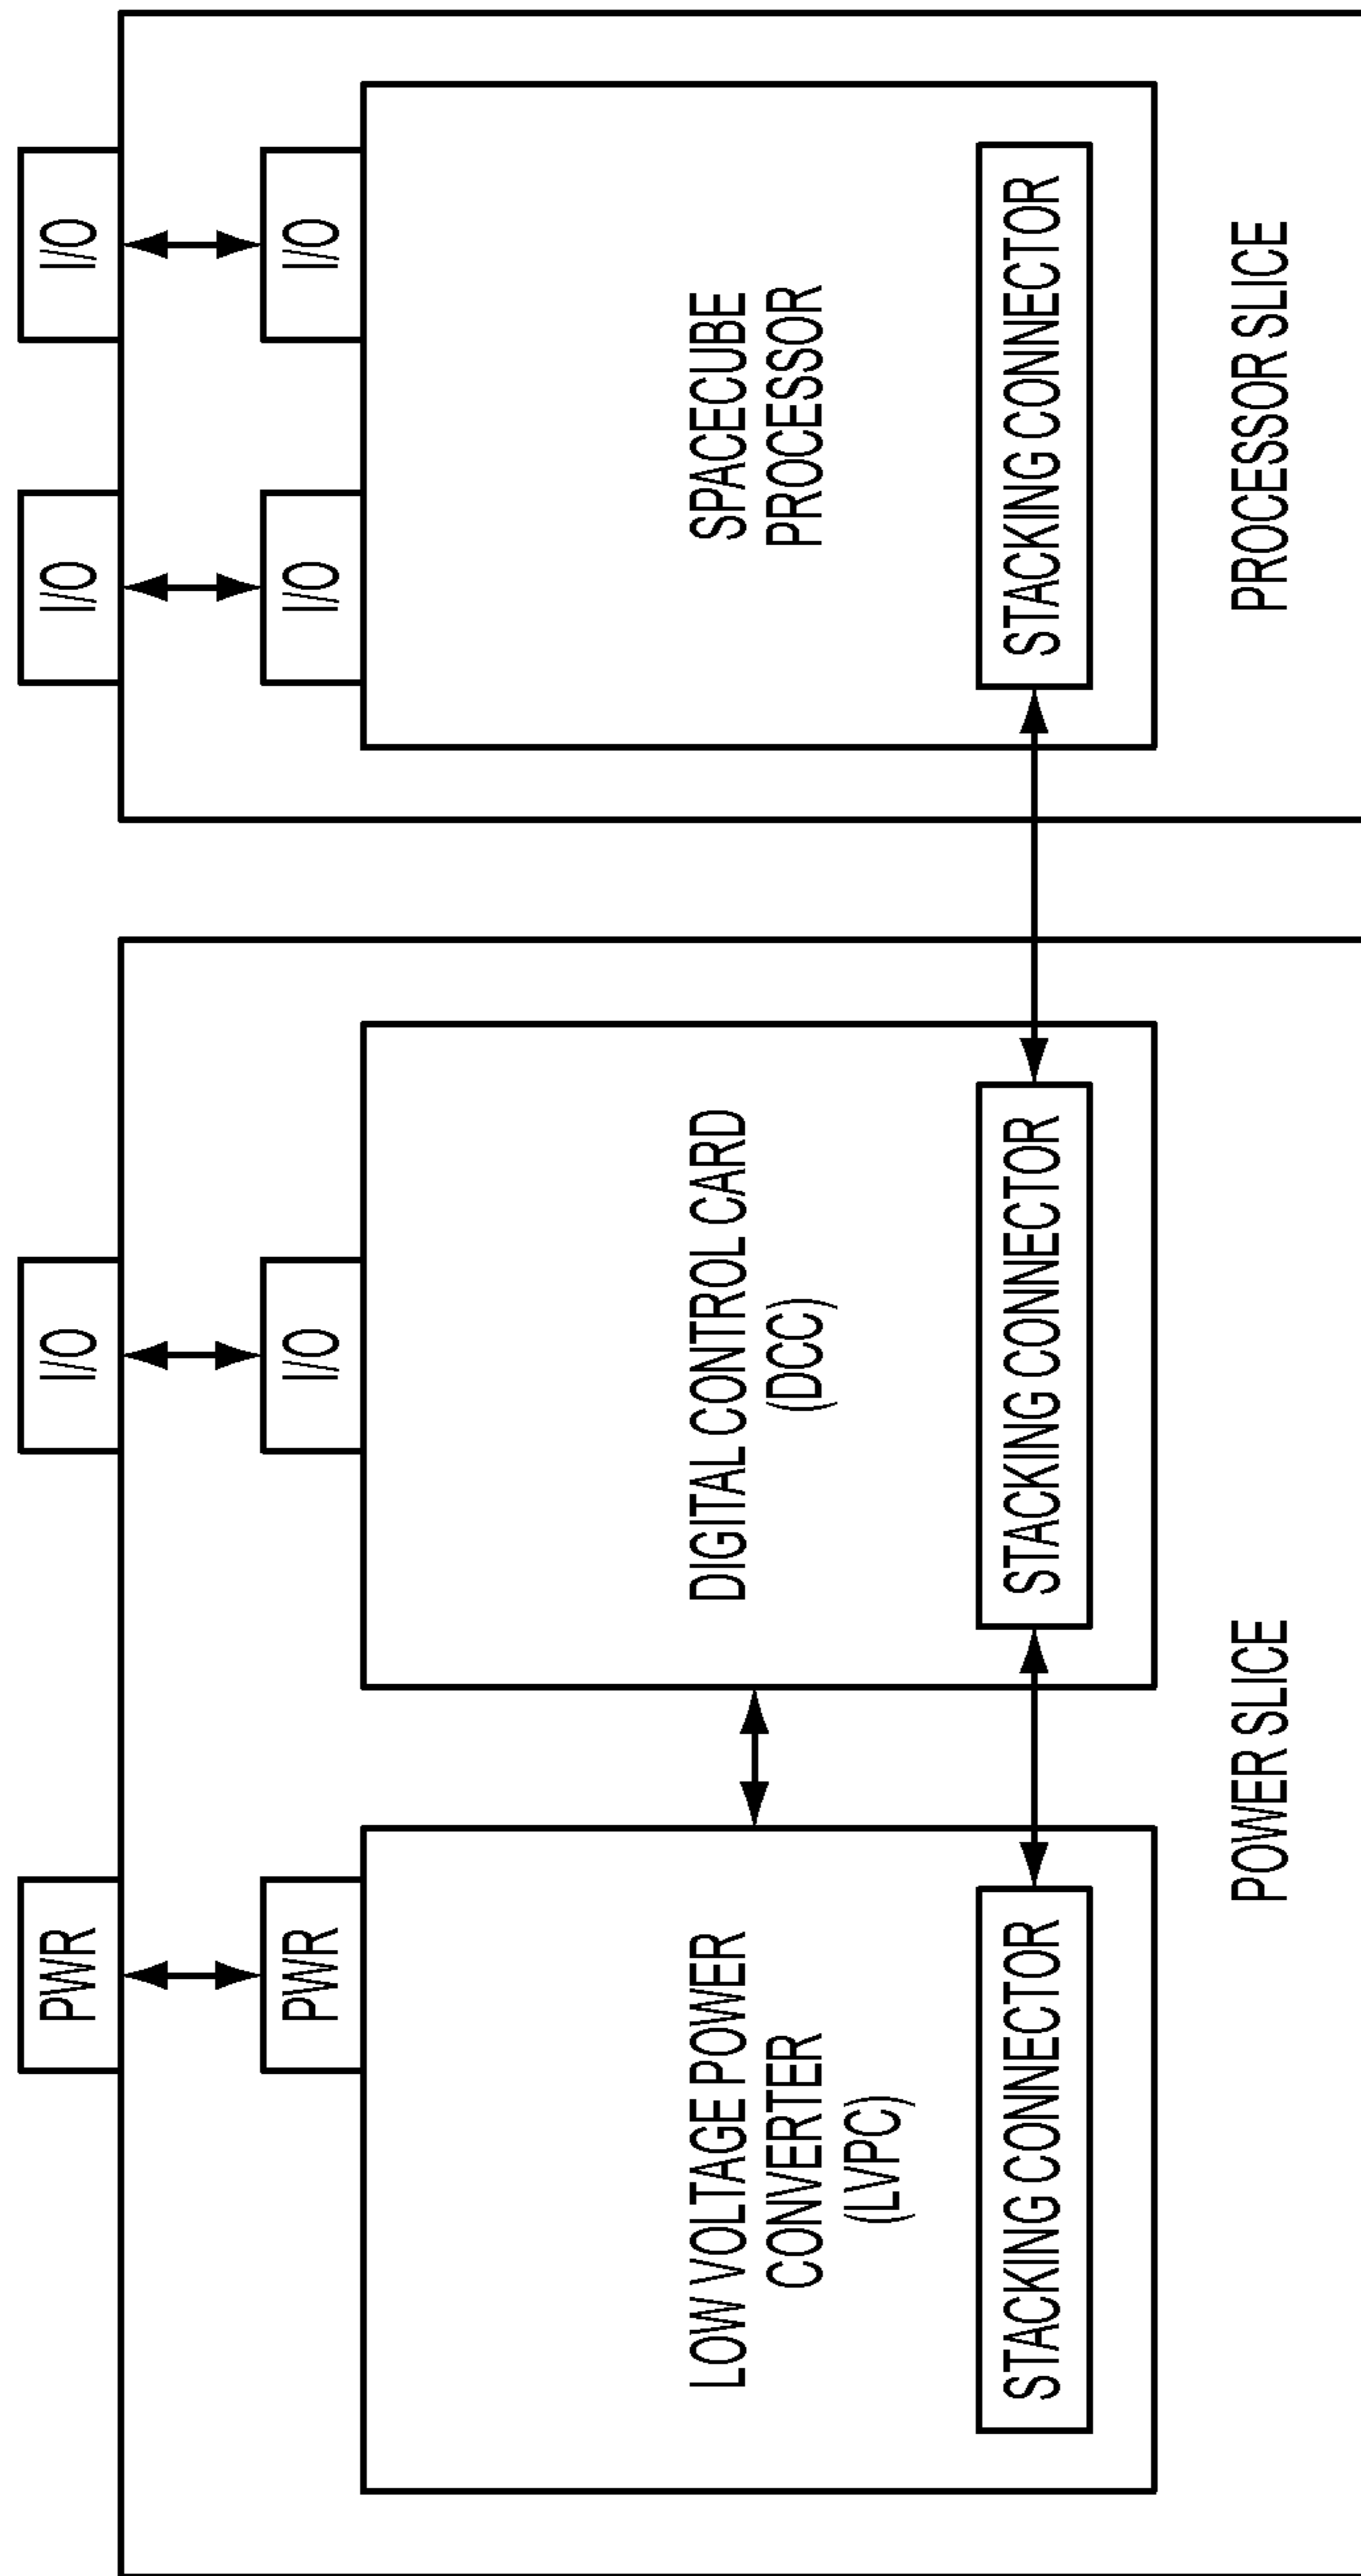 PWR
I/O
I/O
I/O
PWR
I/O
I/O
I/O
LOW VOLTAGE POWER
CONVERTER
(LVPC)
DIGITAL CONTROL CARD
(DCC)
SPACECUBE
PROCESSOR
STACKING CONNECTOR
STACKING CONNECTOR
STACKING CONNECTOR
POWER SLICE
PROCESSOR SLICE